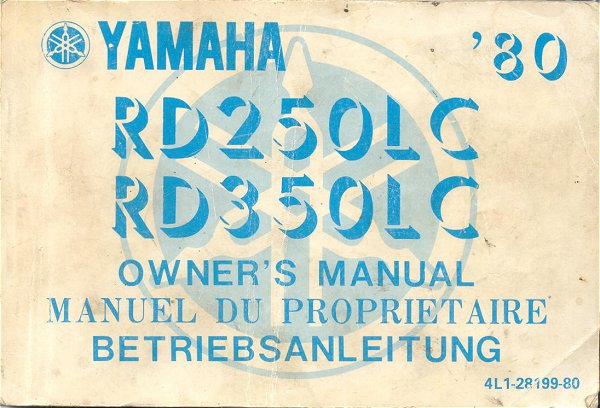 YAMAHA '80
RD250LC
RD350LC
OWNER'S MANUAL
MANUEL DU PROPRIETAIRE
BETRIEBSANLEITUNG
4L1-28199-80